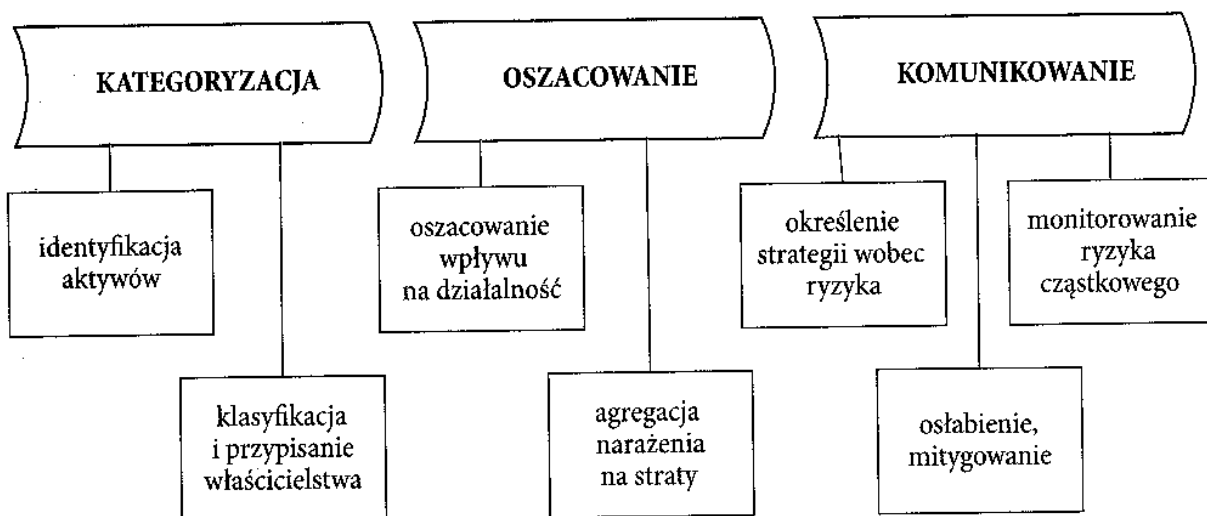 KATEGORYZACJA
OSZACOWANIE
KOMUNIKOWANIE
identyfikacja
aktywów
klasyfikacja
i przypisanie
właścicielstwa
oszacowanie
wpływu
na działalność
agregacja
narażenia
na straty
określenie
strategii wobec
ryzyka
osłabienie,
mitygowanie
monitorowanie
ryzyka
cząstkowego